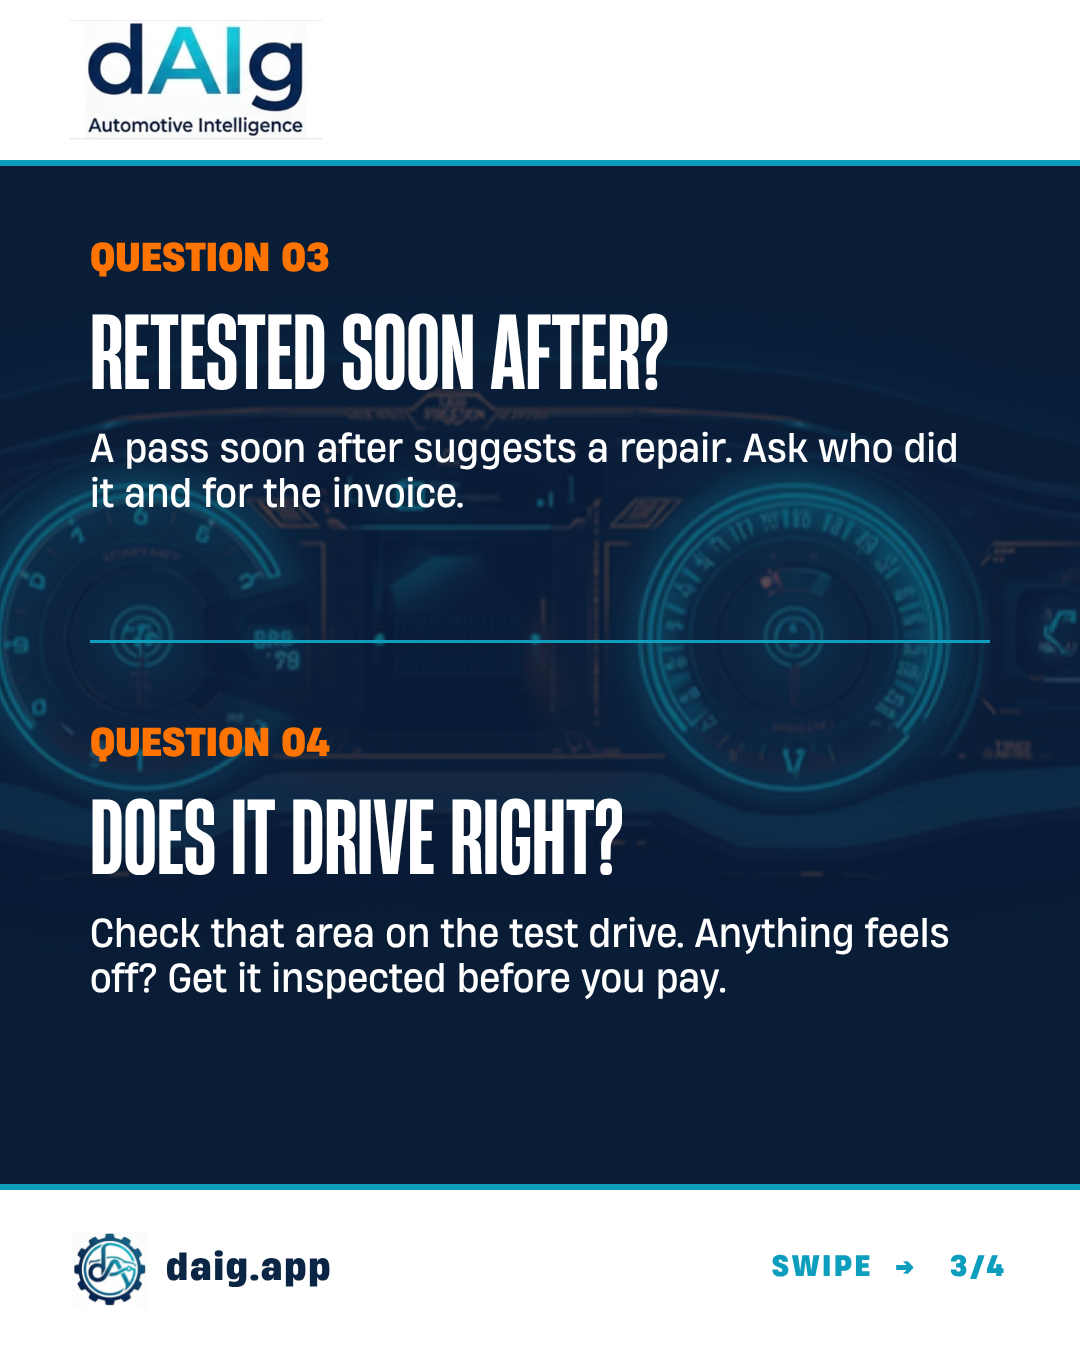 dAIg
Automotive Intelligence
QUESTION 03
RETESTED SOON AFTER?
A pass soon after suggests a repair. Ask who did
it and for the invoice.
QUESTION 04
DOES IT DRIVE RIGHT?
Check that area on the test drive. Anything feels
off? Get it inspected before you pay.
daig.app
SWIPE → 3/4